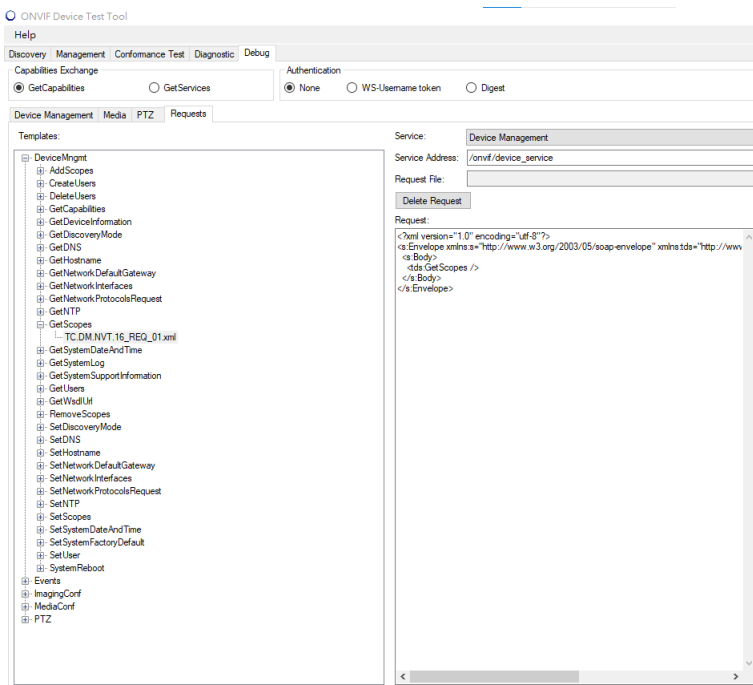 ONVIF Device Test Tool
Help
Discovery Management Conformance Test Diagnostic Debug
Capabilities Exchange
GetCapabilities GetServices
Authentication
None WS-Username token Digest
Device Management Media PTZ Requests
Templates:
DeviceMngmt
AddScopes
CreateUsers
DeleteUsers
GetCapabilities
GetDeviceInformation
GetDiscoveryMode
GetDNS
GetHostname
GetNetworkDefaultGateway
GetNetworkInterfaces
GetNetworkProtocolsRequest
GetNTP
GetScopes
TC.DM.NVT.16_REQ_01.xml
GetSystemDateAndTime
GetSystemLog
GetSystemSupportInformation
GetUsers
GetWsdlUrl
RemoveScopes
SetDiscoveryMode
SetDNS
SetHostname
SetNetworkDefaultGateway
SetNetworkInterfaces
SetNetworkProtocolsRequest
SetNTP
SetScopes
SetSystemDateAndTime
SetSystemFactoryDefault
SetUser
SystemReboot
Events
ImagingConf
MediaConf
PTZ
Service: Device Management
Service Address: /onvif/device_service
Request File:
Delete Request
Request:
<?xml version="1.0" encoding="utf-8"?>
<s:Envelope xmlns:s="http://www.w3.org/2003/05/soap-envelope" xmlns:tds="http://www
<s:Body>
<tds:GetScopes />
</s:Body>
</s:Envelope>